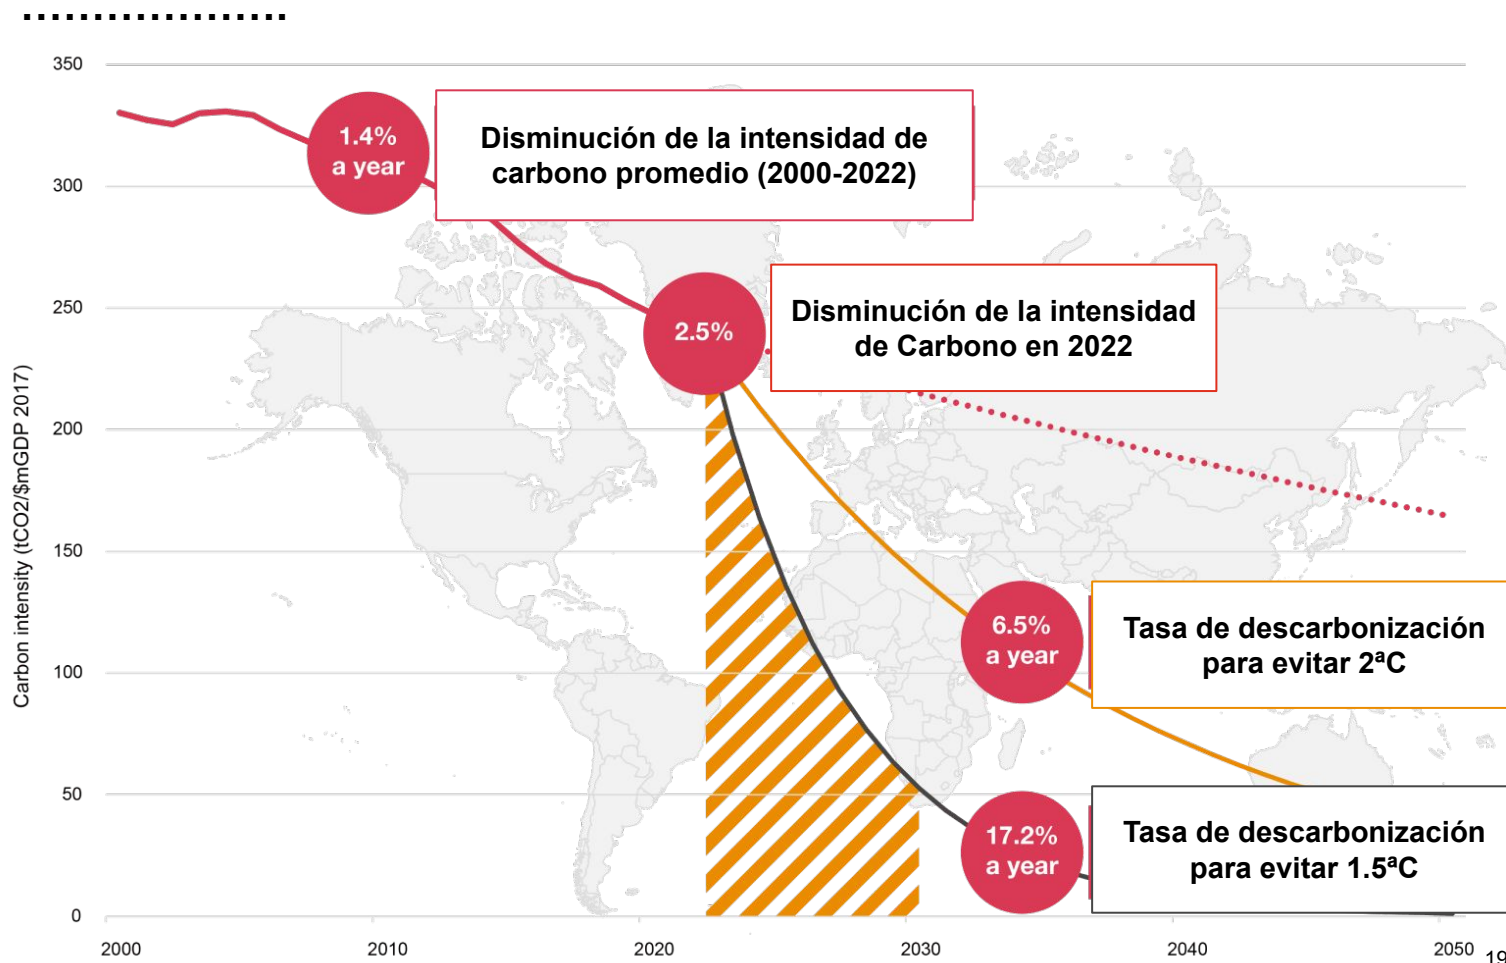 350
300
250
200
150
100
50
0
Carbon intensity (tCO2/$mGDP 2017)
1.4%
a year
Disminución de la intensidad de
carbono promedio (2000-2022)
2.5%
Disminución de la intensidad
de Carbono en 2022
6.5%
a year
Tasa de descarbonización
para evitar 2ªC
17.2%
a year
Tasa de descarbonización
para evitar 1.5ªC
2000
2010
2020
2030
2040
2050
19